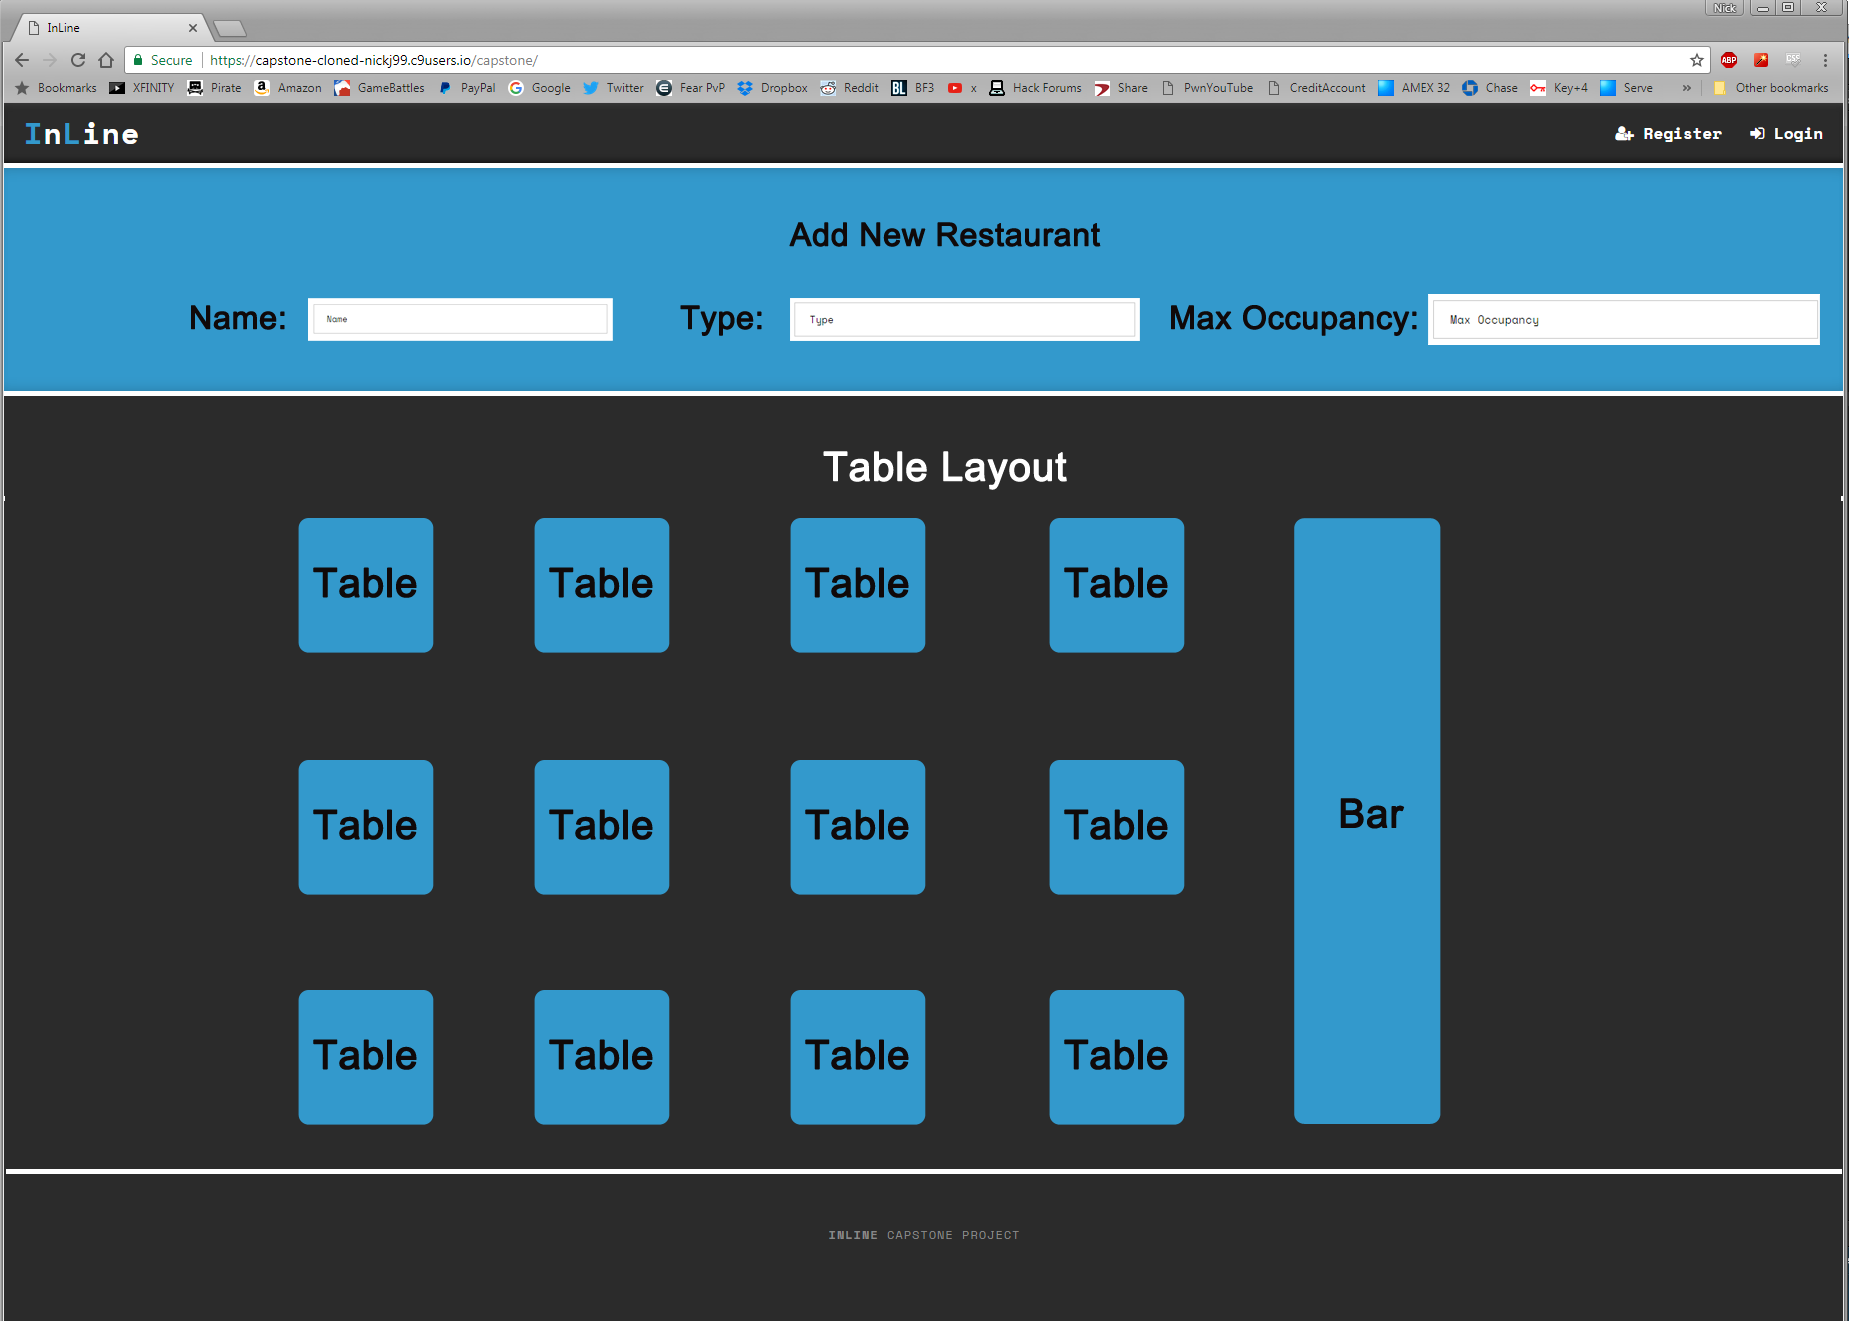 Nick
InLine
Secure https://capstone-cloned-nickj99.c9users.io/capstone/ ABP CSS
Bookmarks XFINITY Pirate Amazon GameBattles PayPal Google Twitter Fear PvP Dropbox Reddit BL BF3 x Hack Forums Share PwnYouTube CreditAccount AMEX 32 Chase Key+4 Serve » Other bookmarks
InLine Register Login
Add New Restaurant
Name: Name Type: Type Max Occupancy: Max Occupancy
Table Layout
Table Table Table Table
Table Table Table Table Bar
Table Table Table Table
INLINE CAPSTONE PROJECT